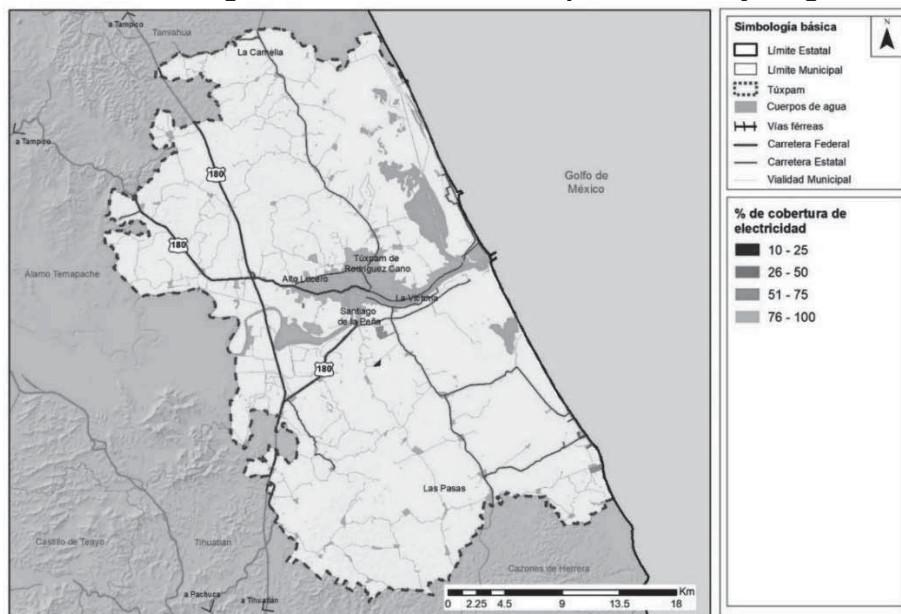 a Tampico
Tamiahua
La Camelia
a Tampico
180
Golfo de
México
180
Álamo Temapache
Túxpam de
Rodríguez Cano
Alto Lucero
La Victoria
Santiago
de la Peña
180
Las Pasas
Castillo de Teayo
Tihuatlán
Cazones de Herrera
a Pachuca
a Tihuatlán
Km
0 2.25 4.5 9 13.5 18
Simbología básica
N
Límite Estatal
Límite Municipal
Túxpam
Cuerpos de agua
Vías férreas
Carretera Federal
Carretera Estatal
Vialidad Municipal
% de cobertura de
electricidad
10 - 25
26 - 50
51 - 75
76 - 100